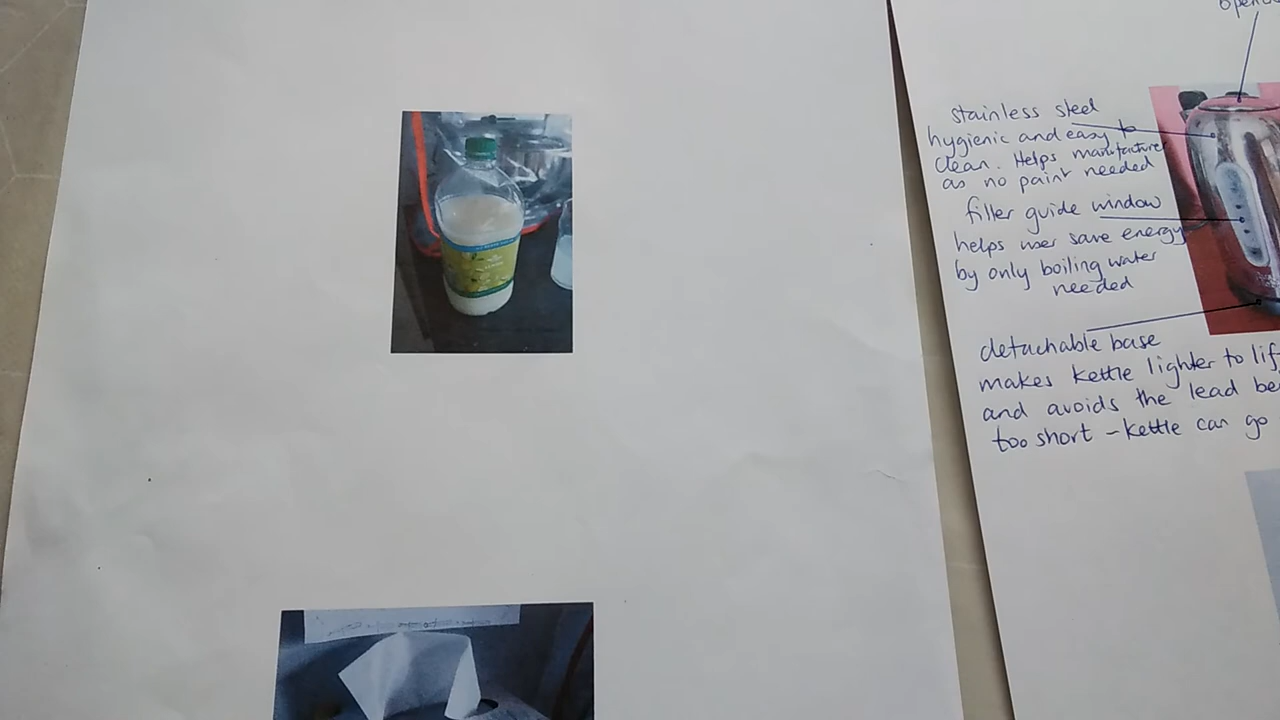 stainless steel
hygienic and easy to
clean. Helps manufacturer
as no paint needed
filler guide window
helps user save energy
by only boiling water
needed
detachable base
makes kettle lighter to lif
and avoids the lead be
too short - kettle can go